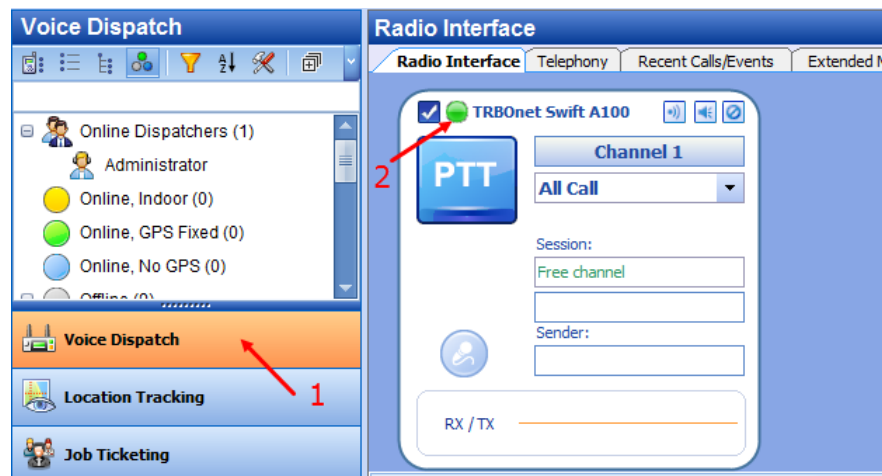 Voice Dispatch
Online Dispatchers (1)
Administrator
Online, Indoor (0)
Online, GPS Fixed (0)
Online, No GPS (0)
Offline (0)
Voice Dispatch
1
Location Tracking
Job Ticketing
Radio Interface
Radio Interface Telephony Recent Calls/Events Extended M
TRBOnet Swift A100
2
PTT
Channel 1
All Call
Session:
Free channel
Sender:
RX / TX